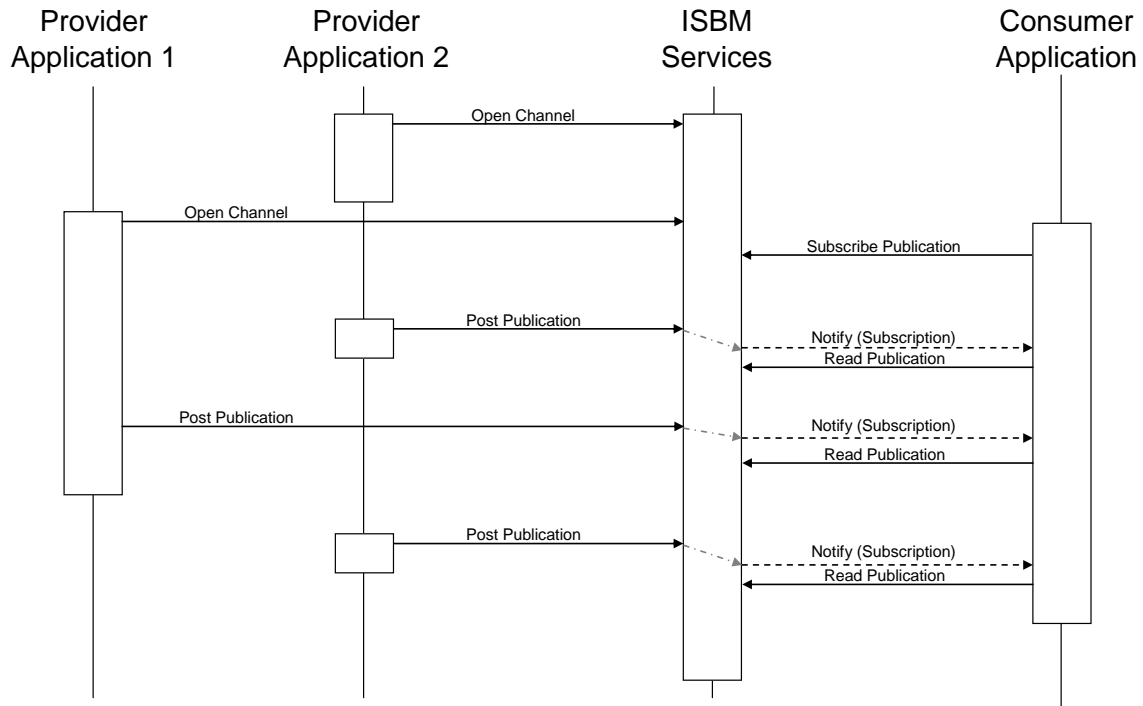 Provider
Application 1
Provider
Application 2
ISBM
Services
Consumer
Application
Open Channel
Open Channel
Subscribe Publication
Post Publication
Notify (Subscription)
Read Publication
Post Publication
Notify (Subscription)
Read Publication
Post Publication
Notify (Subscription)
Read Publication